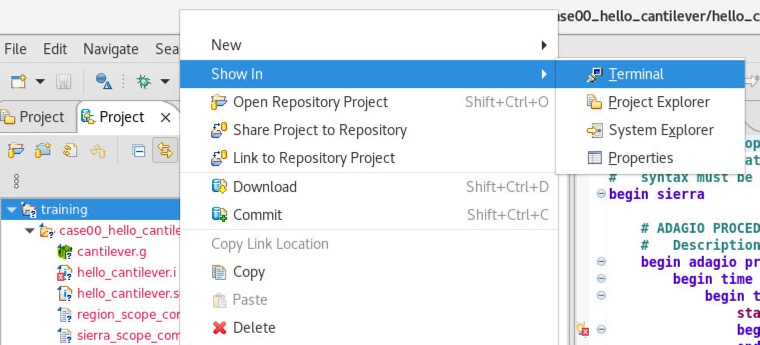 ase00_hello_cantilever/hello_c
File Edit Navigate Sea
New
Show In
Terminal
Open Repository Project Shift+Ctrl+O
Project Explorer
Share Project to Repository
System Explorer
Link to Repository Project
Properties
Download Shift+Ctrl+D
Commit Shift+Ctrl+C
Copy Link Location
Copy
Paste
Delete
Project
Project
training
case00_hello_cantile
cantilever.g
hello_cantilever.i
hello_cantilever.s
region_scope_com
sierra_scope_com
# syntax must be
begin sierra
# ADAGIO PROCED
# Description
begin adagio pr
begin time
begin t
sta
beg